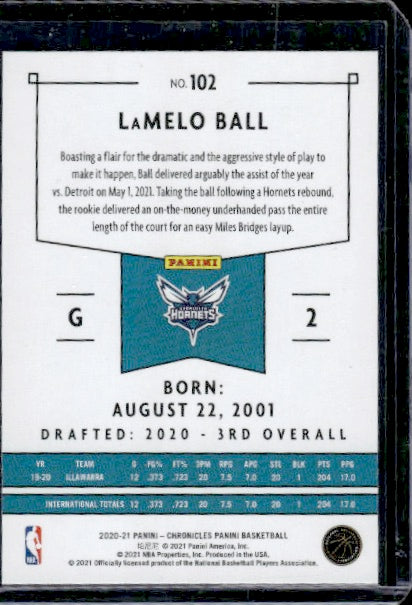 NO. 102
LAMELO BALL
Boasting a flair for the dramatic and the aggressive style of play to
make it happen, Ball delivered arguably the assist of the year
vs. Detroit on May 1, 2021. Taking the ball following a Hornets rebound,
the rookie delivered an on-the-money underhanded pass the entire
length of the court for an easy Miles Bridges layup.
PANINI
CHARLOTTE
HORNETS
G 2
BORN:
AUGUST 22, 2001
DRAFTED: 2020 - 3RD OVERALL
YR TEAM G FG% FT% 3PM RPG APG STL BLK PTS PPG
19-20 ILLAWARRA 12 .373 .723 20 7.5 7.0 20 1 204 17.0
INTERNATIONAL TOTALS 12 .373 .723 20 7.5 7.0 20 1 204 17.0
2020-21 PANINI – CHRONICLES PANINI BASKETBALL
帕尼尼 © 2021 Panini America, Inc.
© 2021 NBA Properties, Inc. Produced in the USA.
© 2021 Officially licensed product of the National Basketball Players Association.
NBA